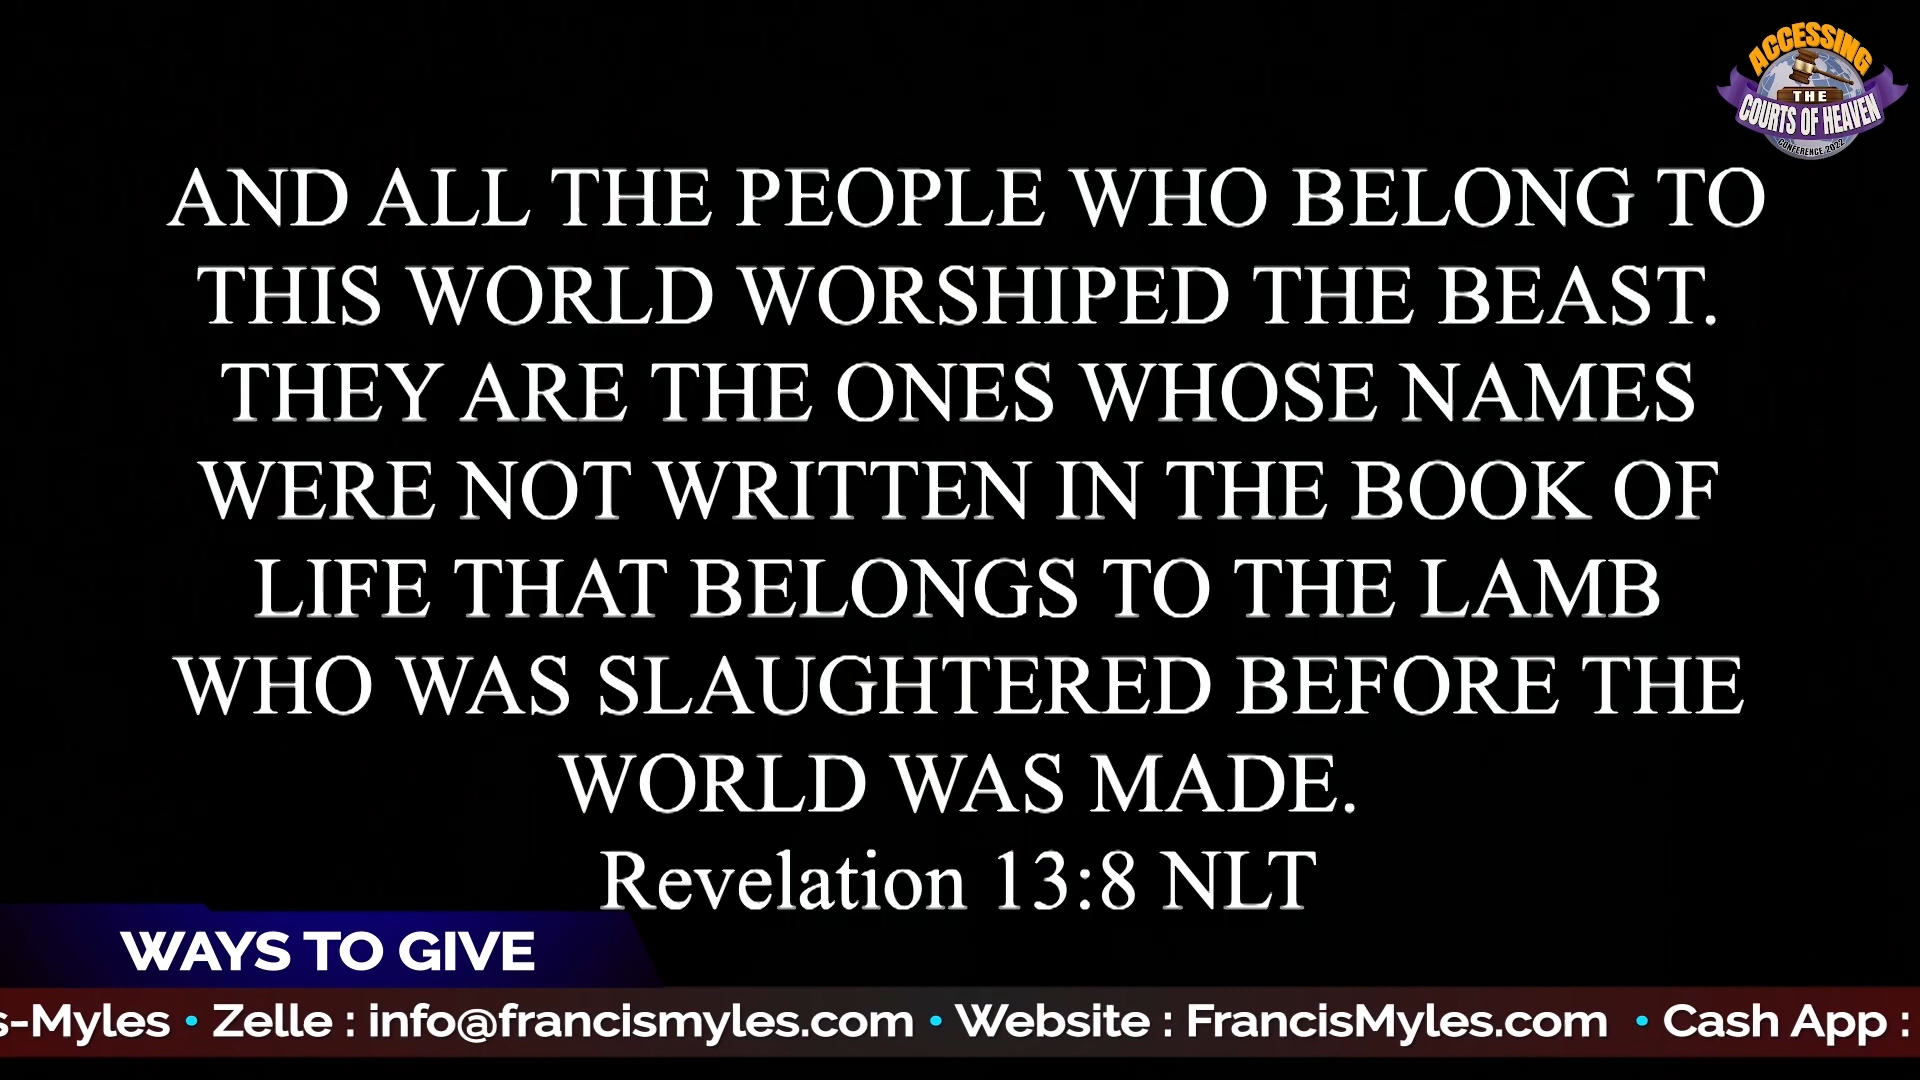 ACCESSING
THE
COURTS OF HEAVEN
CONFERENCE 2022
AND ALL THE PEOPLE WHO BELONG TO
THIS WORLD WORSHIPED THE BEAST.
THEY ARE THE ONES WHOSE NAMES
WERE NOT WRITTEN IN THE BOOK OF
LIFE THAT BELONGS TO THE LAMB
WHO WAS SLAUGHTERED BEFORE THE
WORLD WAS MADE.
Revelation 13:8 NLT
WAYS TO GIVE
s-Myles • Zelle : info@francismyles.com • Website : FrancisMyles.com • Cash App :